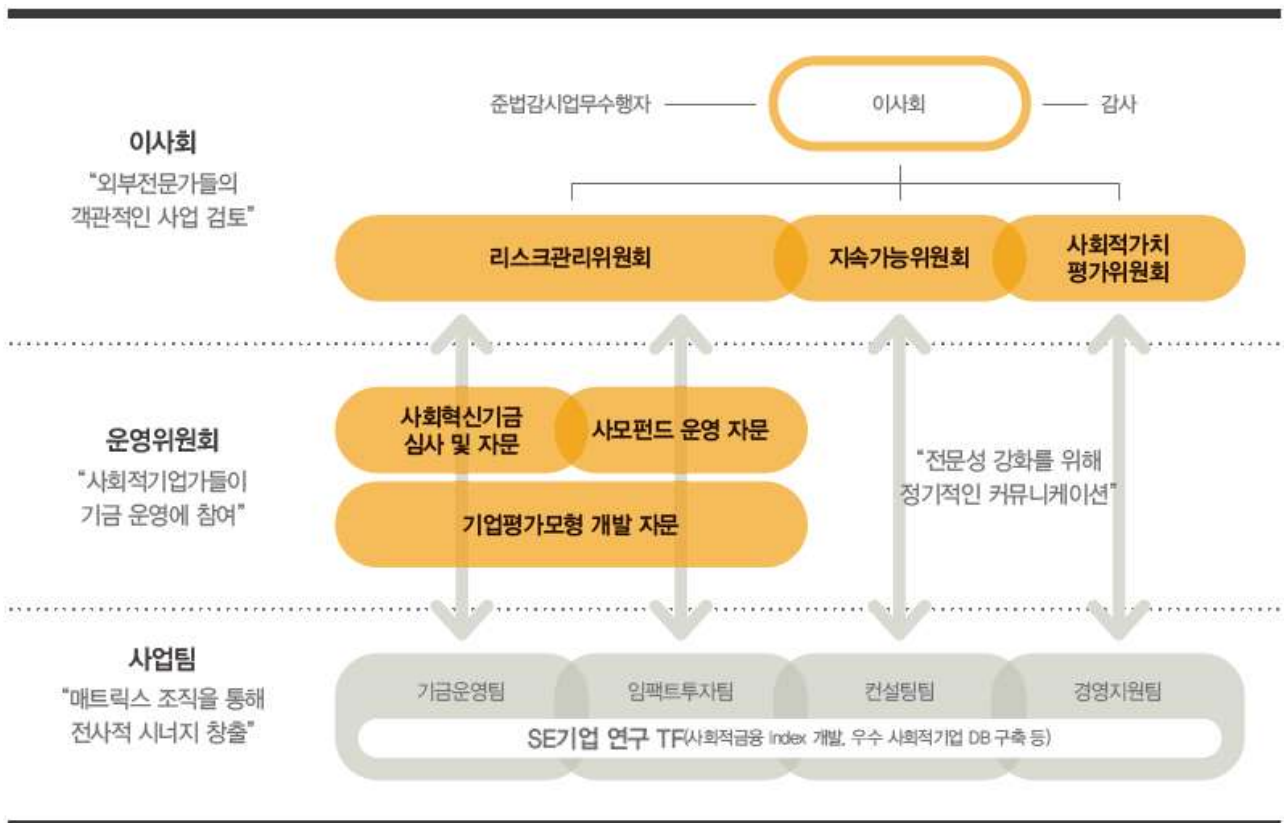 준법감시업무수행자
이사회
감사
이사회
“외부전문가들의
객관적인 사업 검토”
리스크관리위원회
지속가능위원회
사회적가치
평가위원회
운영위원회
“사회적기업가들이
기금 운영에 참여”
사회혁신기금
심사 및 자문
사모펀드 운영 자문
기업평가모형 개발 자문
“전문성 강화를 위해
정기적인 커뮤니케이션”
사업팀
“매트릭스 조직을 통해
전사적 시너지 창출”
기금운영팀
임팩트투자팀
컨설팅팀
경영지원팀
SE기업 연구 TF(사회적금융 Index 개발, 우수 사회적기업 DB 구축 등)